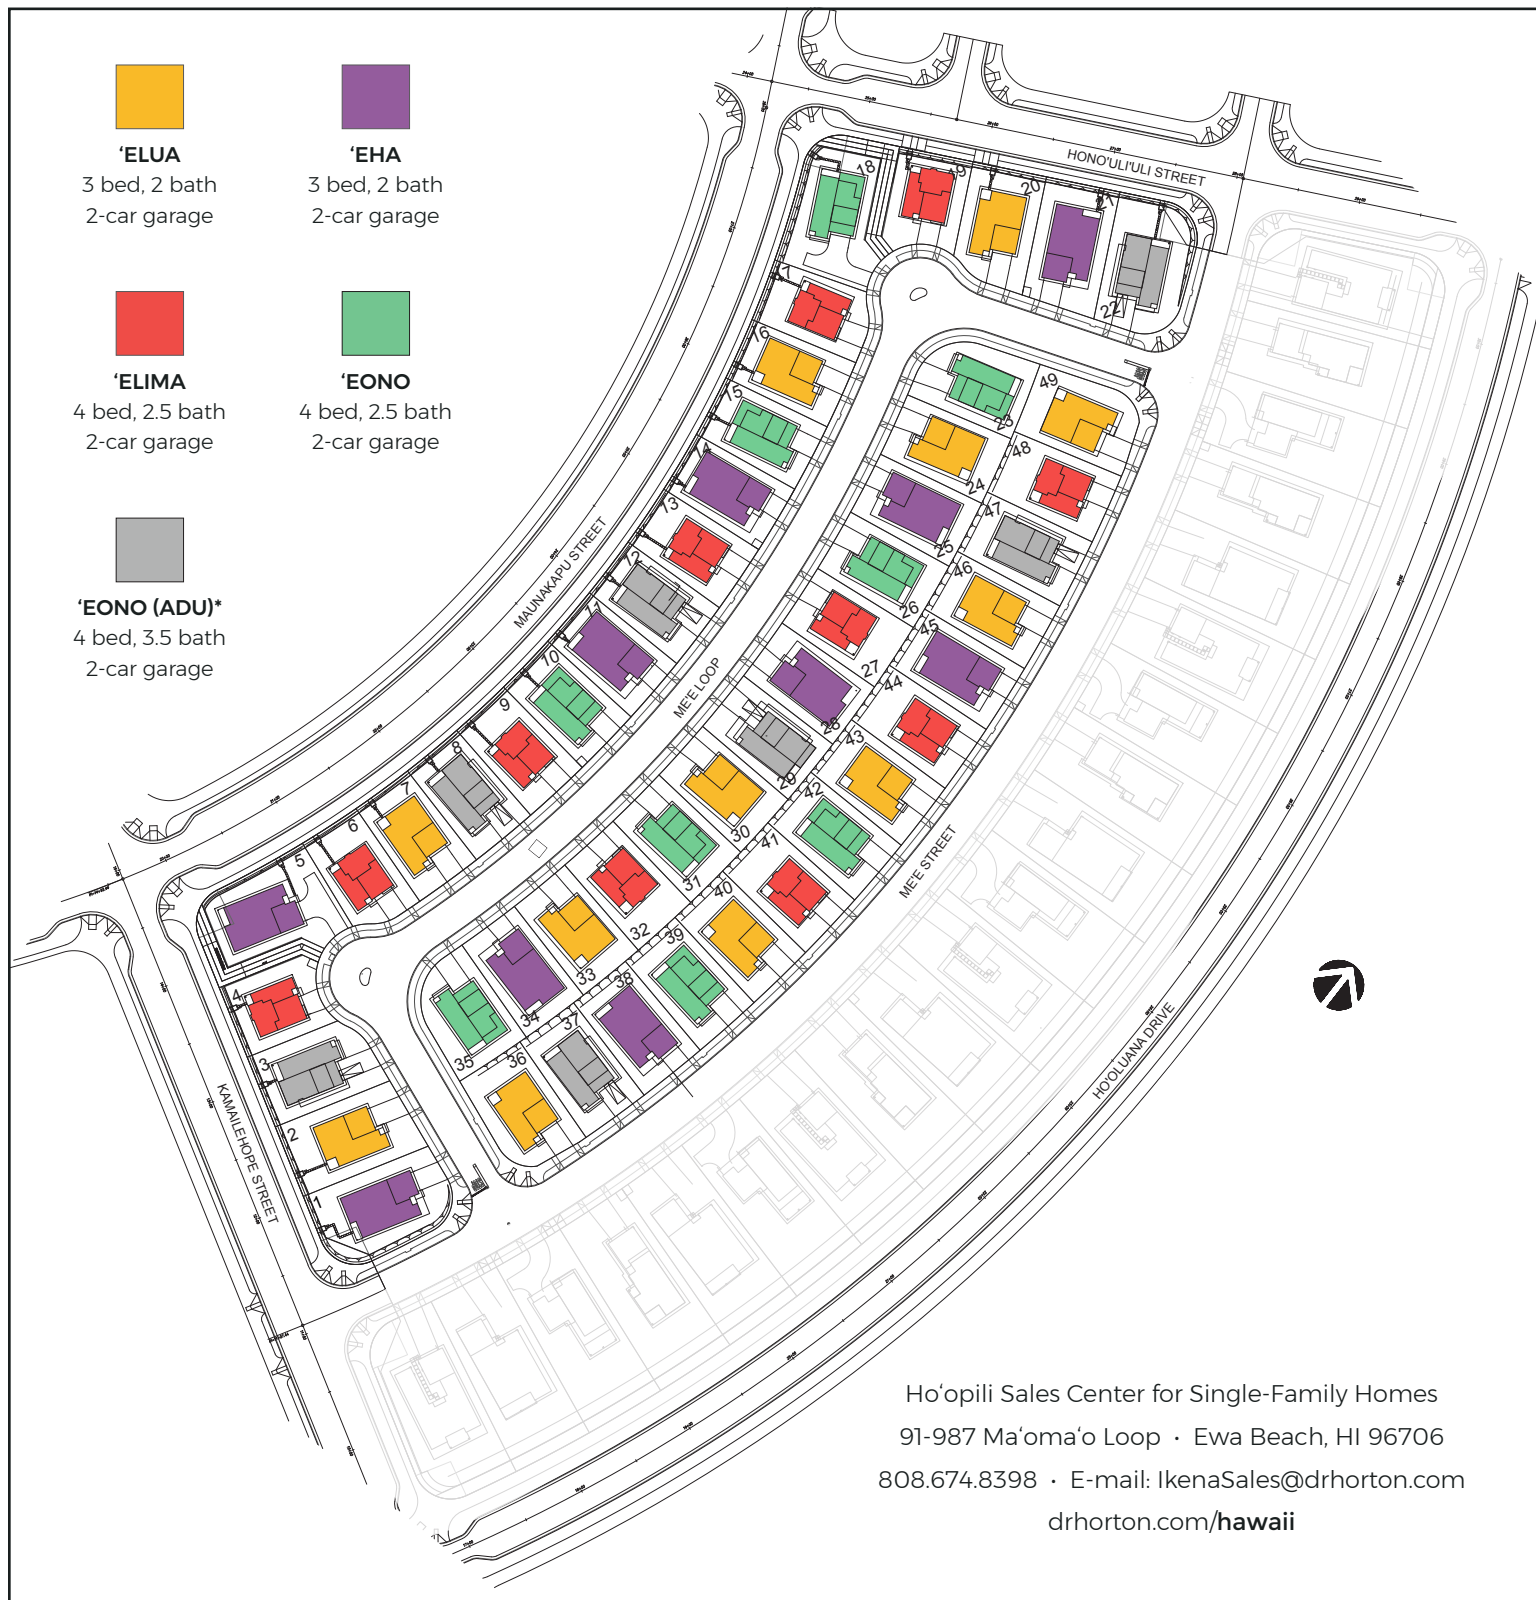 ‘ELUA
3 bed, 2 bath
2-car garage
‘EHA
3 bed, 2 bath
2-car garage
‘ELIMA
4 bed, 2.5 bath
2-car garage
‘EONO
4 bed, 2.5 bath
2-car garage
‘EONO (ADU)*
4 bed, 3.5 bath
2-car garage
HONO'ULI'ULI STREET
18
19
20
21
22
7
16
15
14
13
12
11
10
9
8
7
6
5
4
3
2
1
23
24
25
26
27
28
29
30
31
32
33
34
35
49
48
47
46
45
44
43
42
41
40
39
38
37
36
MAUNAKAPU STREET
ME'E LOOP
ME'E STREET
KAMAILEHOPE STREET
HO'OLUANA DRIVE
Ho‘opili Sales Center for Single-Family Homes
91-987 Ma‘oma‘o Loop • Ewa Beach, HI 96706
808.674.8398 • E-mail: IkenaSales@drhorton.com
drhorton.com/hawaii